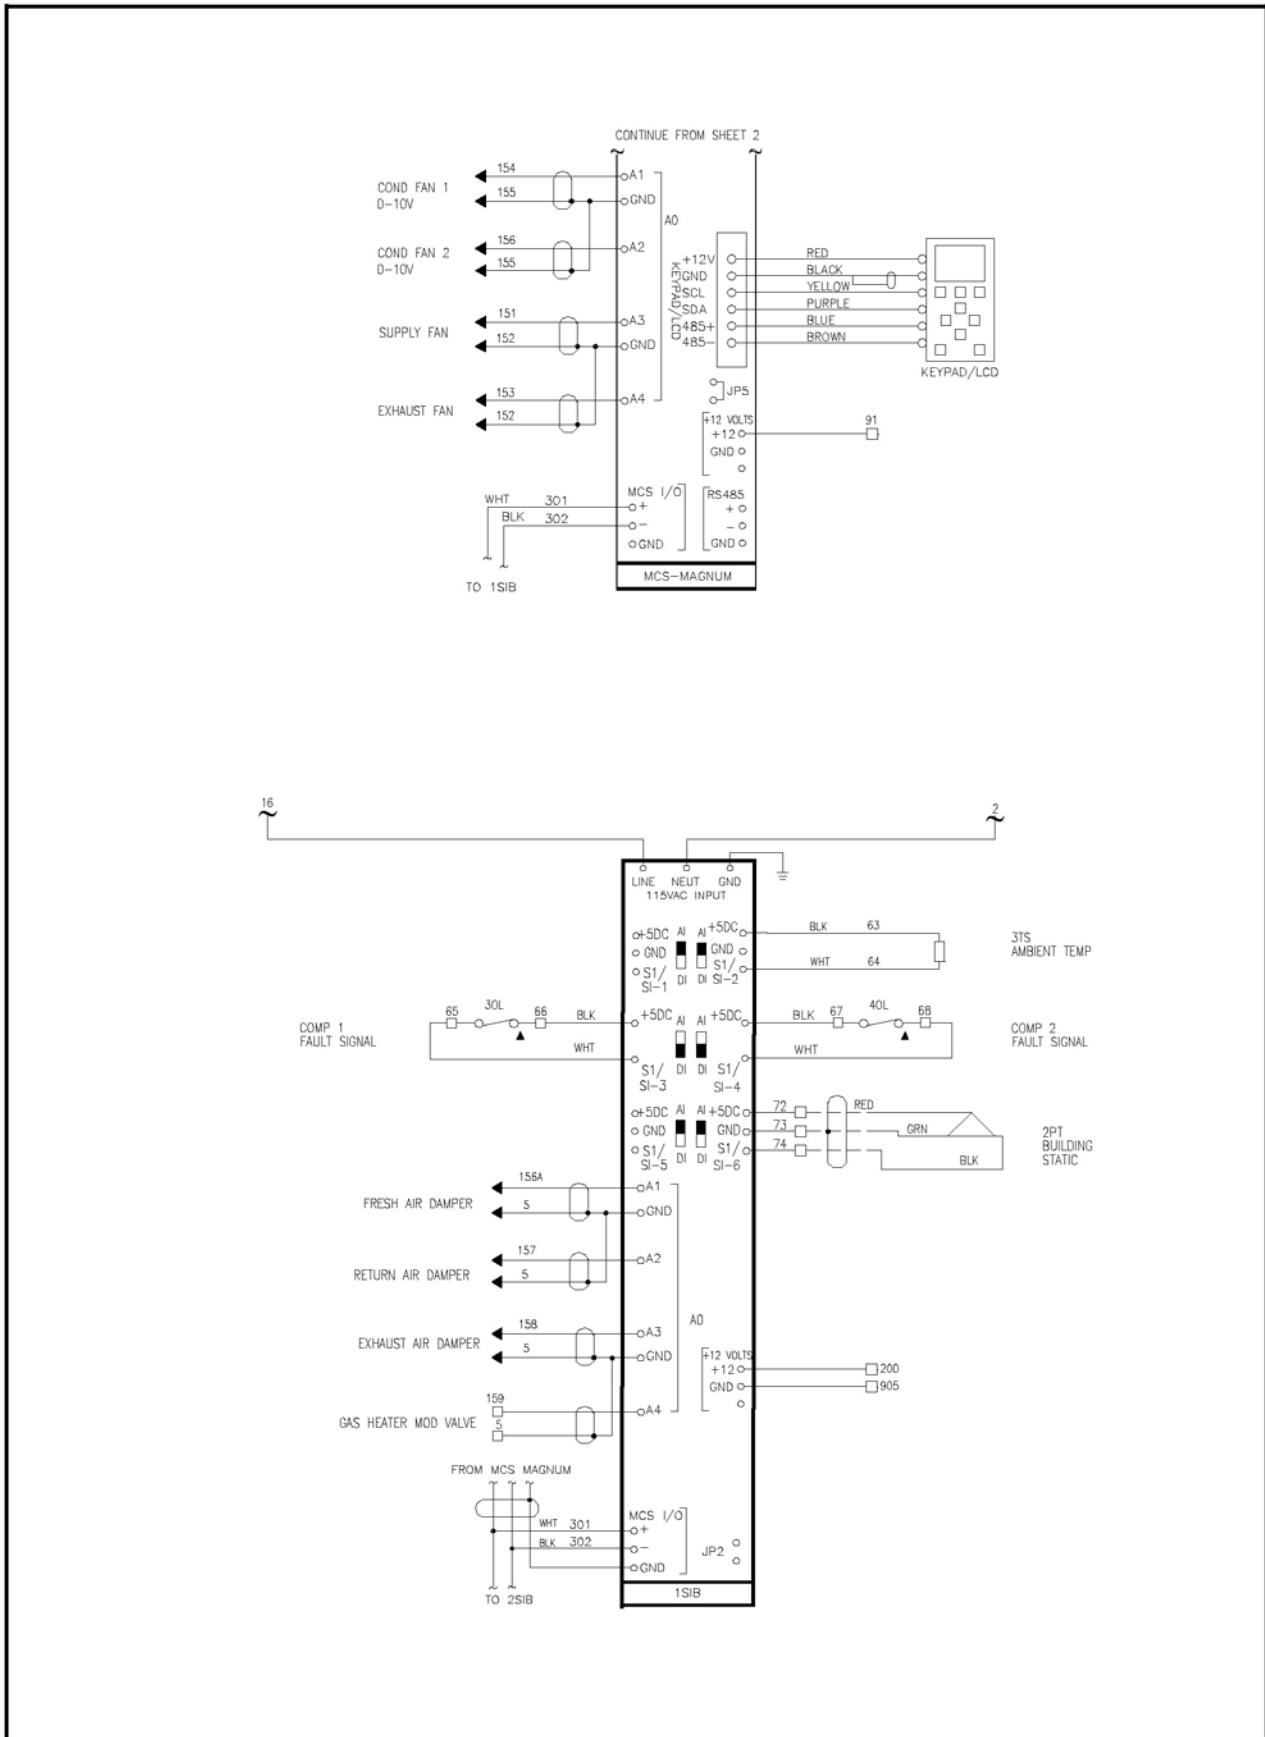 CONTINUE FROM SHEET 2
COND FAN 1
0-10V
154
155
A1
GND
A0
COND FAN 2
0-10V
156
155
A2
SUPPLY FAN
151
152
A3
GND
EXHAUST FAN
153
152
A4
KEYPAD/LCD
+12V
GND
SCL
SDA
485+
485-
RED
BLACK
YELLOW
PURPLE
BLUE
BROWN
KEYPAD/LCD
JP5
+12 VOLTS
+12
GND
91
WHT 301
BLK 302
TO 1SIB
MCS I/O
+
-
GND
RS485
+
-
GND
MCS-MAGNUM
16
2
LINE NEUT GND
115VAC INPUT
+5DC AI AI +5DC
GND GND
S1/ S1/
SI-1 DI DI SI-2
BLK 63
WHT 64
3TS
AMBIENT TEMP
COMP 1
FAULT SIGNAL
65 30L 66 BLK
WHT
+5DC AI AI +5DC
S1/ DI DI S1/
SI-3 SI-4
BLK 67 40L 68
WHT
COMP 2
FAULT SIGNAL
+5DC AI AI +5DC
GND GND
S1/ S1/
SI-5 DI DI SI-6
72 RED
73 GRN
74 BLK
2PT
BUILDING
STATIC
FRESH AIR DAMPER
156A
5
A1
GND
RETURN AIR DAMPER
157
5
A2
EXHAUST AIR DAMPER
158
5
A3
GND
A0
GAS HEATER MOD VALVE
159
5
A4
+12 VOLTS
+12
GND
200
905
FROM MCS MAGNUM
WHT 301
BLK 302
TO 2SIB
MCS I/O
+
-
GND
JP2
1SIB